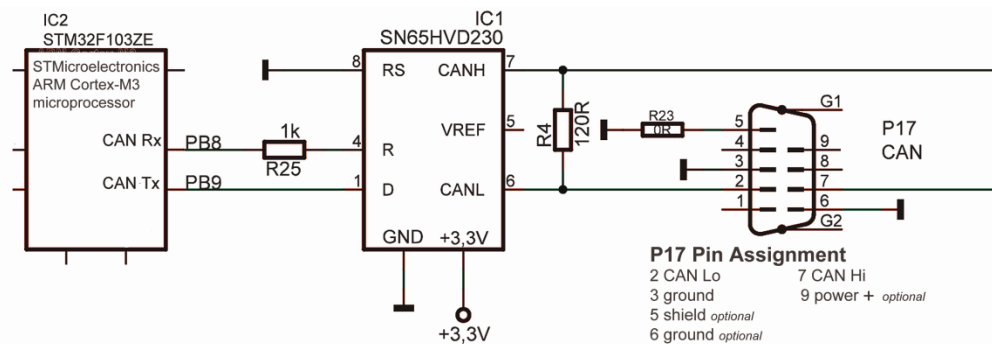 IC2
STM32F103ZE
STMicroelectronics
ARM Cortex-M3
microprocessor
CAN Rx
CAN Tx
PB8
PB9
1k
R25
IC1
SN65HVD230
8
RS
CANH
7
VREF
5
4
R
1
D
CANL
6
GND
+3,3V
+3,3V
R4
120R
R23
0R
G1
P17
CAN
5
4
9
3
8
2
7
1
6
G2
P17 Pin Assignment
2 CAN Lo 7 CAN Hi
3 ground 9 power + optional
5 shield optional
6 ground optional